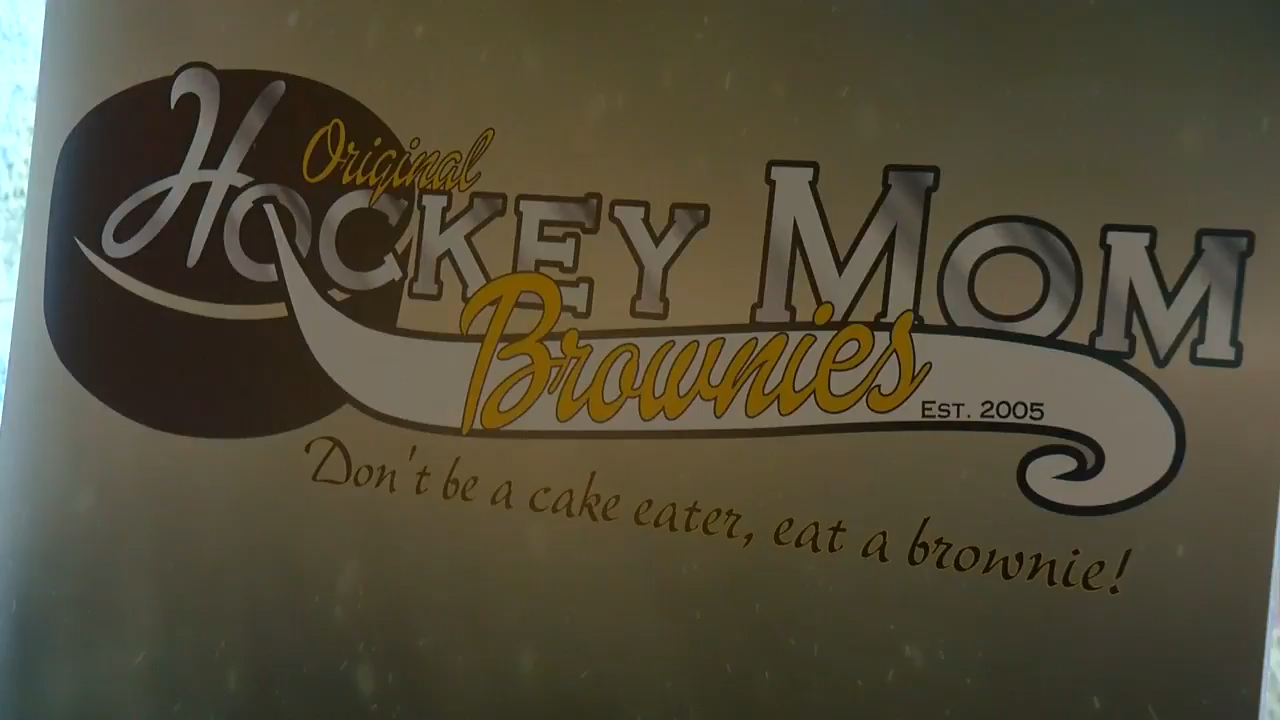 Original
HOCKEY MOM
Brownies
EST. 2005
Don't be a cake eater, eat a brownie!